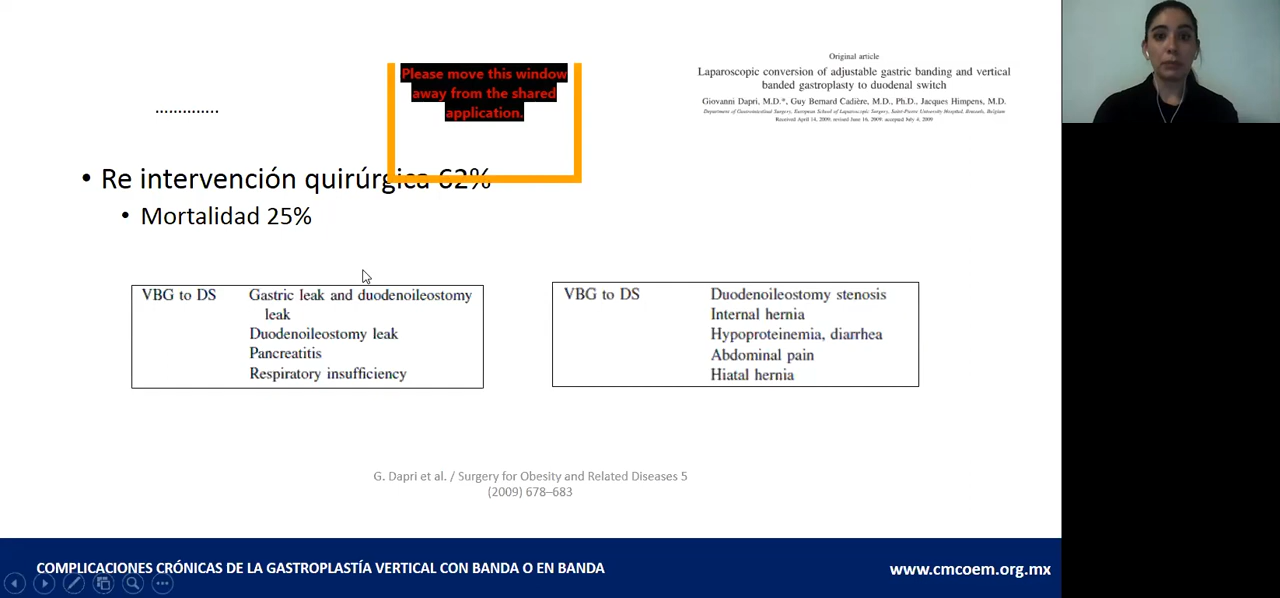 Please move this window
away from the shared
application.
..............
Original article
Laparoscopic conversion of adjustable gastric banding and vertical
banded gastroplasty to duodenal switch
Giovanni Dapri, M.D.*, Guy Bernard Cadière, M.D., Ph.D., Jacques Himpens, M.D.
Department of Gastrointestinal Surgery, European School of Laparoscopic Surgery, Saint-Pierre University Hospital, Brussels, Belgium
Received April 14, 2009; revised June 16, 2009; accepted July 4, 2009
• Re intervención quirúrgica 62%
• Mortalidad 25%
VBG to DS Gastric leak and duodenoileostomy
leak
Duodenoileostomy leak
Pancreatitis
Respiratory insufficiency
VBG to DS Duodenoileostomy stenosis
Internal hernia
Hypoproteinemia, diarrhea
Abdominal pain
Hiatal hernia
G. Dapri et al. / Surgery for Obesity and Related Diseases 5
(2009) 678–683
COMPLICACIONES CRÓNICAS DE LA GASTROPLASTÍA VERTICAL CON BANDA O EN BANDA
www.cmcoem.org.mx